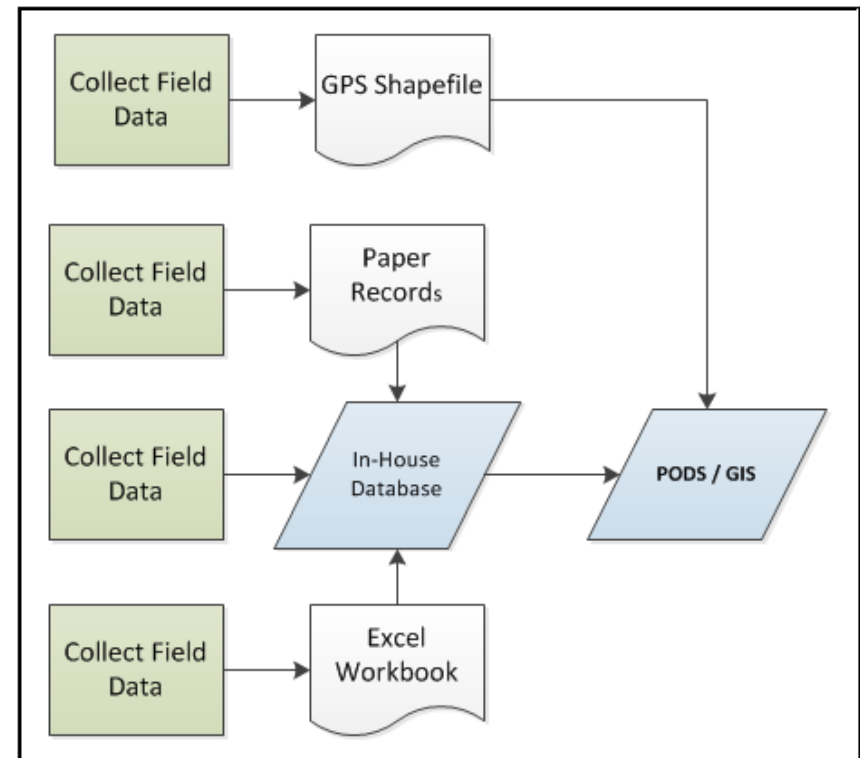 Collect Field
Data
GPS Shapefile
Collect Field
Data
Paper
Records
Collect Field
Data
In-House
Database
PODS / GIS
Collect Field
Data
Excel
Workbook